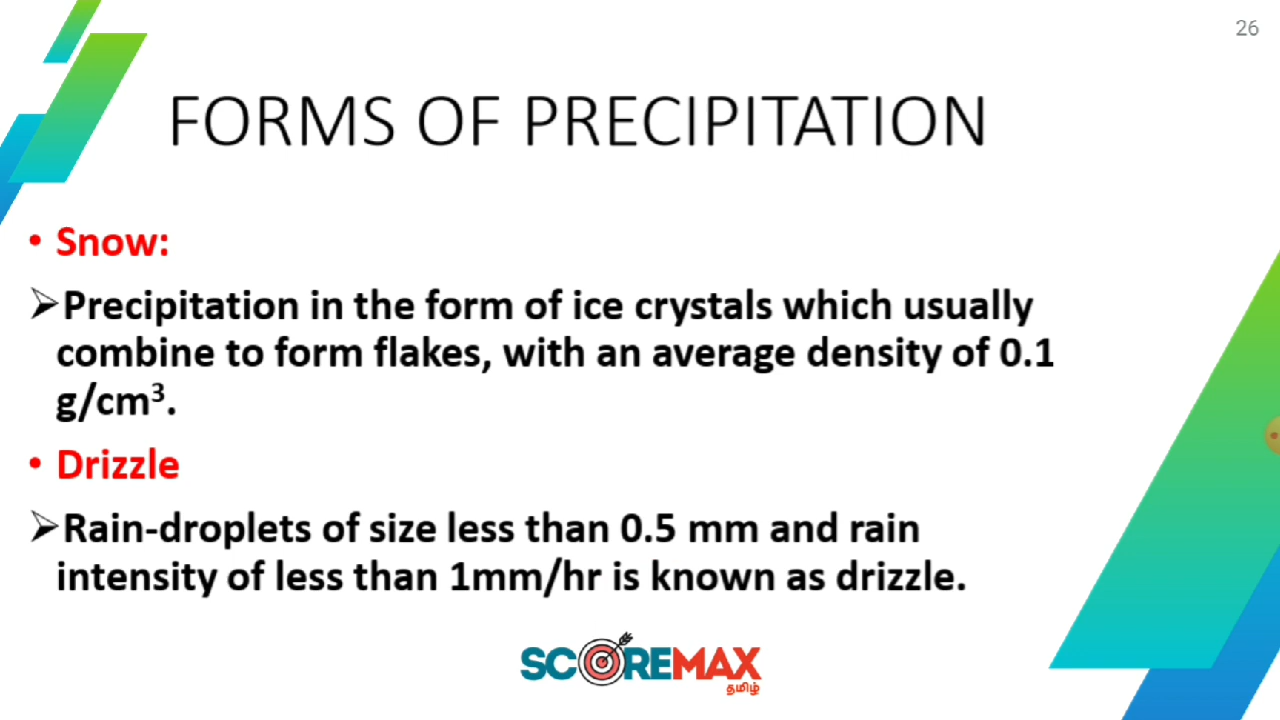 26
FORMS OF PRECIPITATION
• Snow:
➢Precipitation in the form of ice crystals which usually
combine to form flakes, with an average density of 0.1
g/cm³.
• Drizzle
➢Rain-droplets of size less than 0.5 mm and rain
intensity of less than 1mm/hr is known as drizzle.
SCOREMAX
தமிழ்